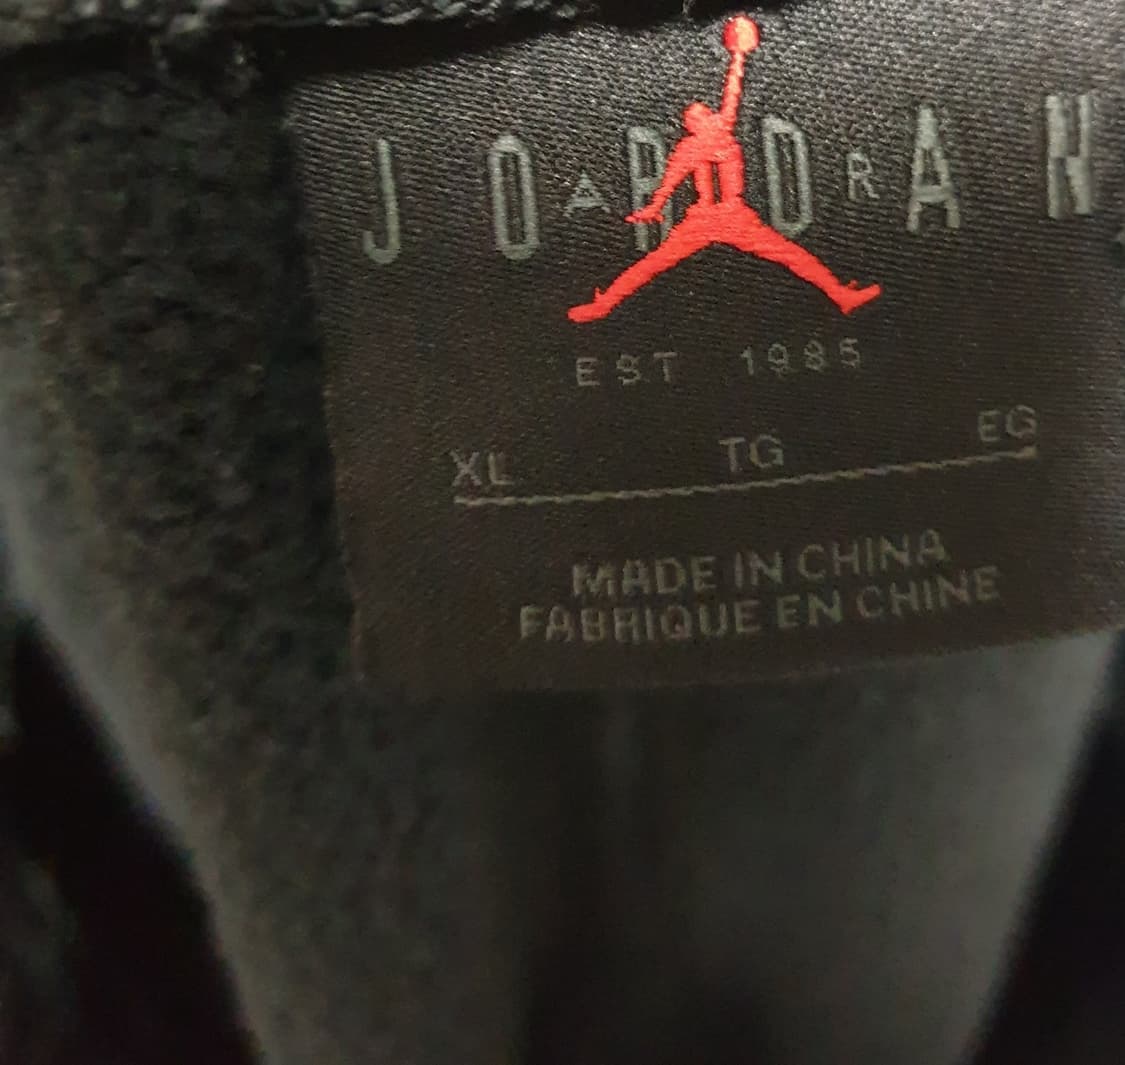 JORDAN
A R
EST 1985
XL TG EG
MADE IN CHINA
FABRIQUE EN CHINE